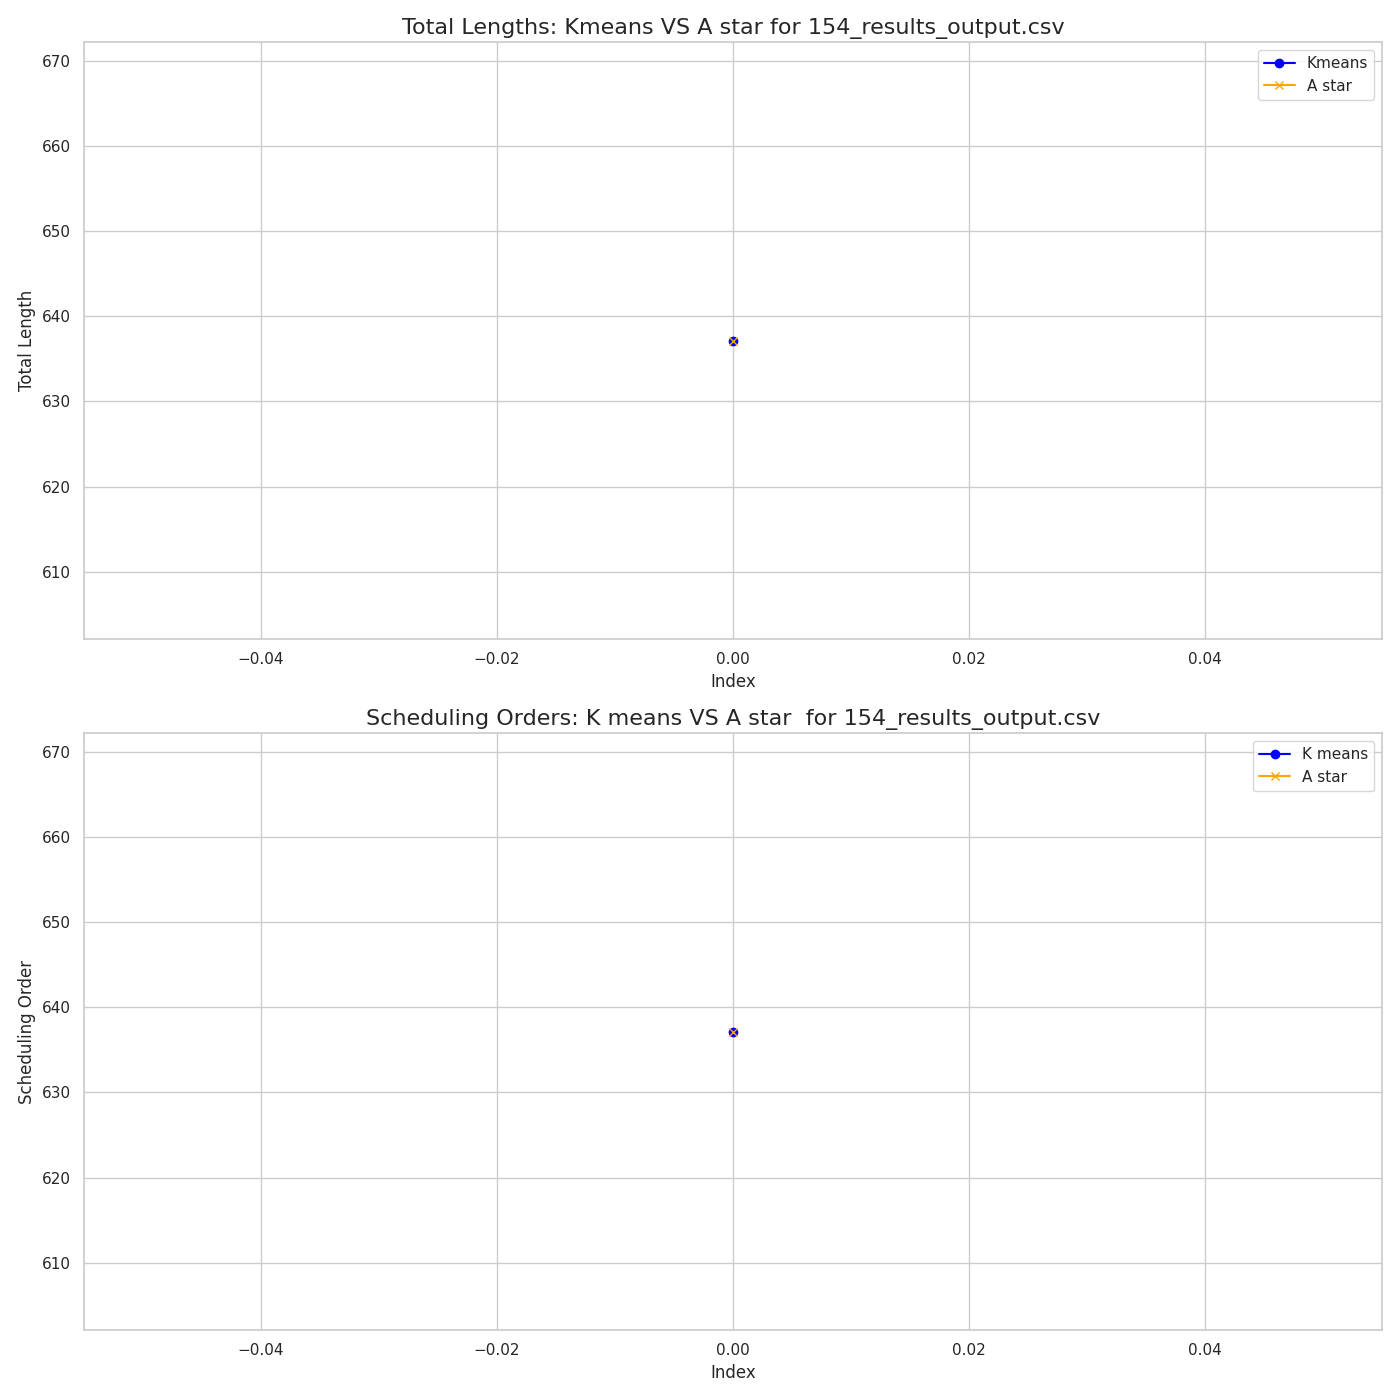 Total Lengths: Kmeans VS A star for 154_results_output.csv
670
660
650
640
630
620
610
Total Length
Kmeans
A star
−0.04
−0.02
0.00
0.02
0.04
Index
Scheduling Orders: K means VS A star  for 154_results_output.csv
670
660
650
640
630
620
610
Scheduling Order
K means
A star
−0.04
−0.02
0.00
0.02
0.04
Index